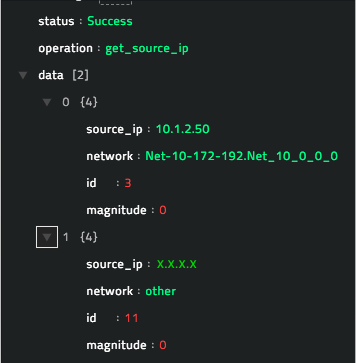 status : Success
operation : get_source_ip
data [2]
0 {4}
source_ip : 10.1.2.50
network : Net-10-172-192.Net_10_0_0_0
id : 3
magnitude : 0
1 {4}
source_ip : X.X.X.X
network : other
id : 11
magnitude : 0